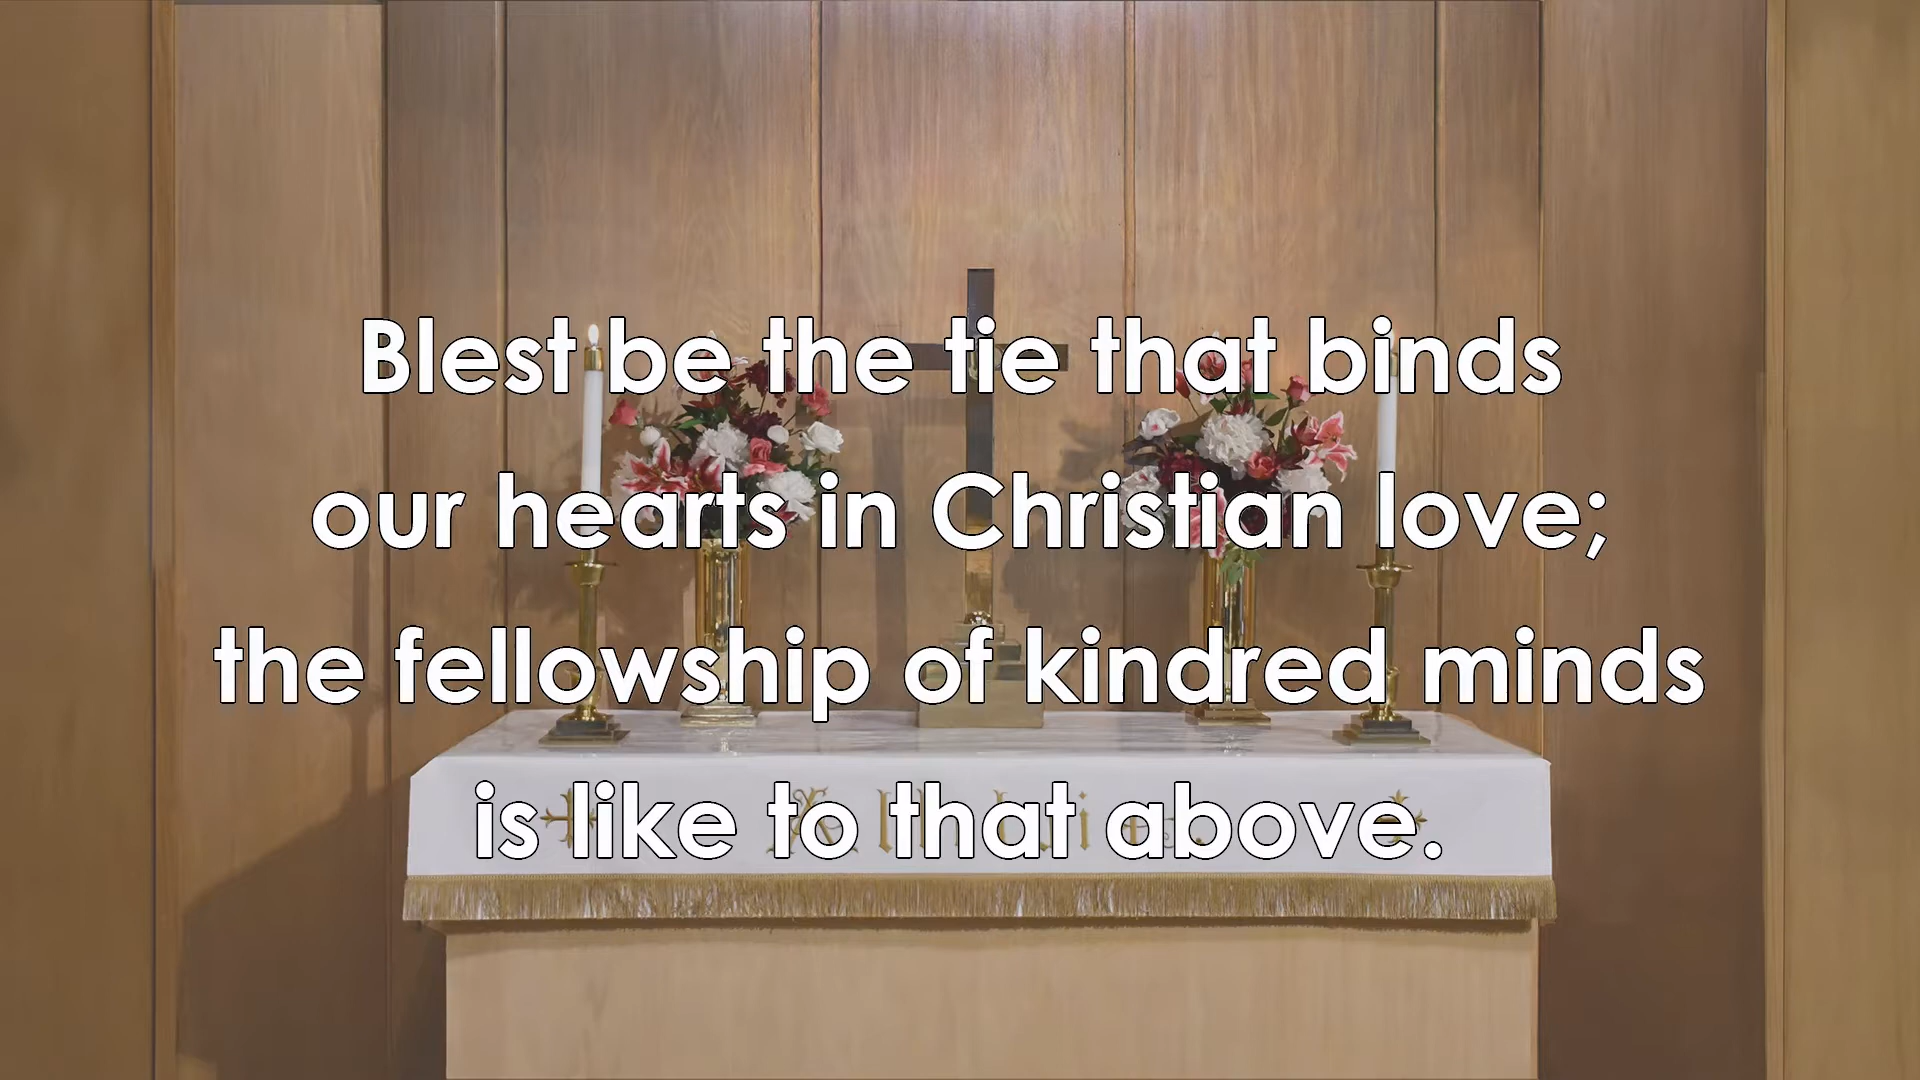 Blest be the tie that binds
our hearts in Christian love;
the fellowship of kindred minds
is like to that above.